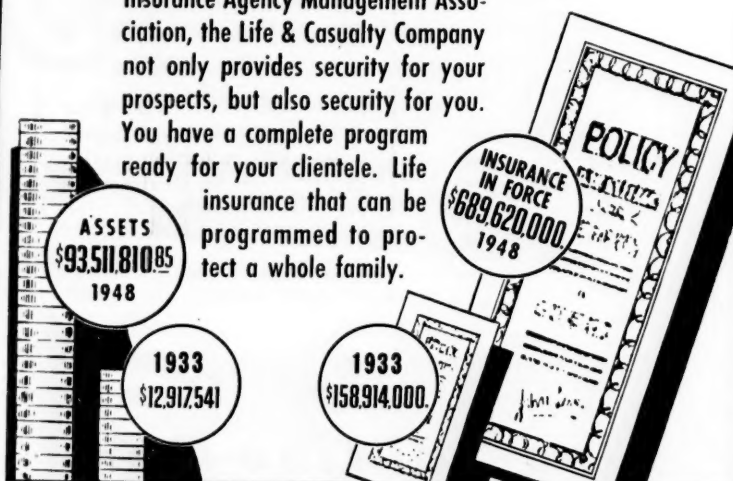 Insurance Agency Management Asso-
ciation, the Life & Casualty Company
not only provides security for your
prospects, but also security for you.
You have a complete program
ready for your clientele. Life
insurance that can be
programmed to pro-
tect a whole family.
ASSETS
$93,511,810.85
1948
1933
$12,917,541
INSURANCE
IN FORCE
$689,620,000.
1948
1933
$158,914,000.
POLICY